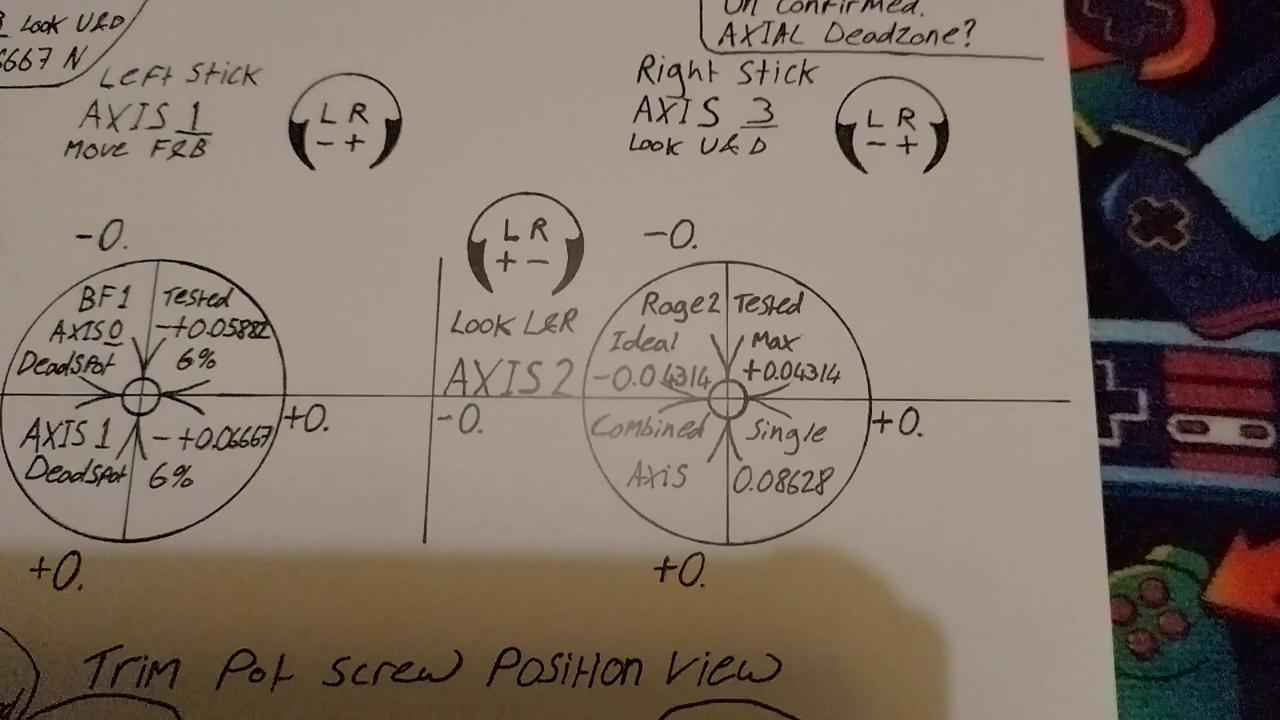 Look U&D
6667 N
Un confirmed.
AXIAL Deadzone?
Left Stick
AXIS 1
Move F&B
L R
- +
Right Stick
AXIS 3
Look U& D
L R
- +
-0.
L R
+ -
-0.
BF1 Tested
AXIS 0 -+0.05882
Deadspot 6%
AXIS 1 -+0.06667
Deadspot 6%
+0.
+0.
Look L&R
AXIS 2
-0.
Rage2 Tested
Ideal Max
-0.04314 +0.04314
Combined Single
Axis 0.08628
+0.
+0.
Trim Pot screw Position view